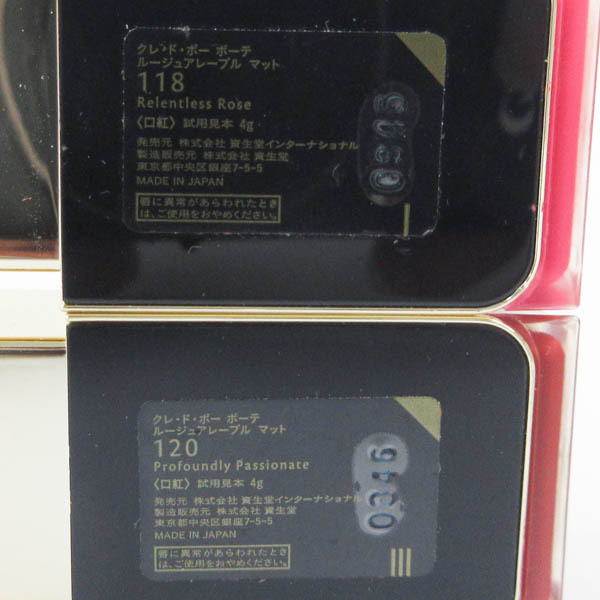 クレ・ド・ポー ボーテ
ルージュアレーブル マット
118
Relentless Rose
〈口紅〉 試用見本 4g
発売元 株式会社 資生堂インターナショナル
製造販売元 株式会社 資生堂
東京都中央区銀座7-5-5
MADE IN JAPAN
唇に異常があらわれたとき
は、ご使用をおやめください。
I
クレ・ド・ポー ボーテ
ルージュアレーブル マット
120
Profoundly Passionate
〈口紅〉 試用見本 4g
発売元 株式会社 資生堂インターナショナル
製造販売元 株式会社 資生堂
東京都中央区銀座7-5-5
MADE IN JAPAN
唇に異常があらわれたとき
は、ご使用をおやめください。
0346
III